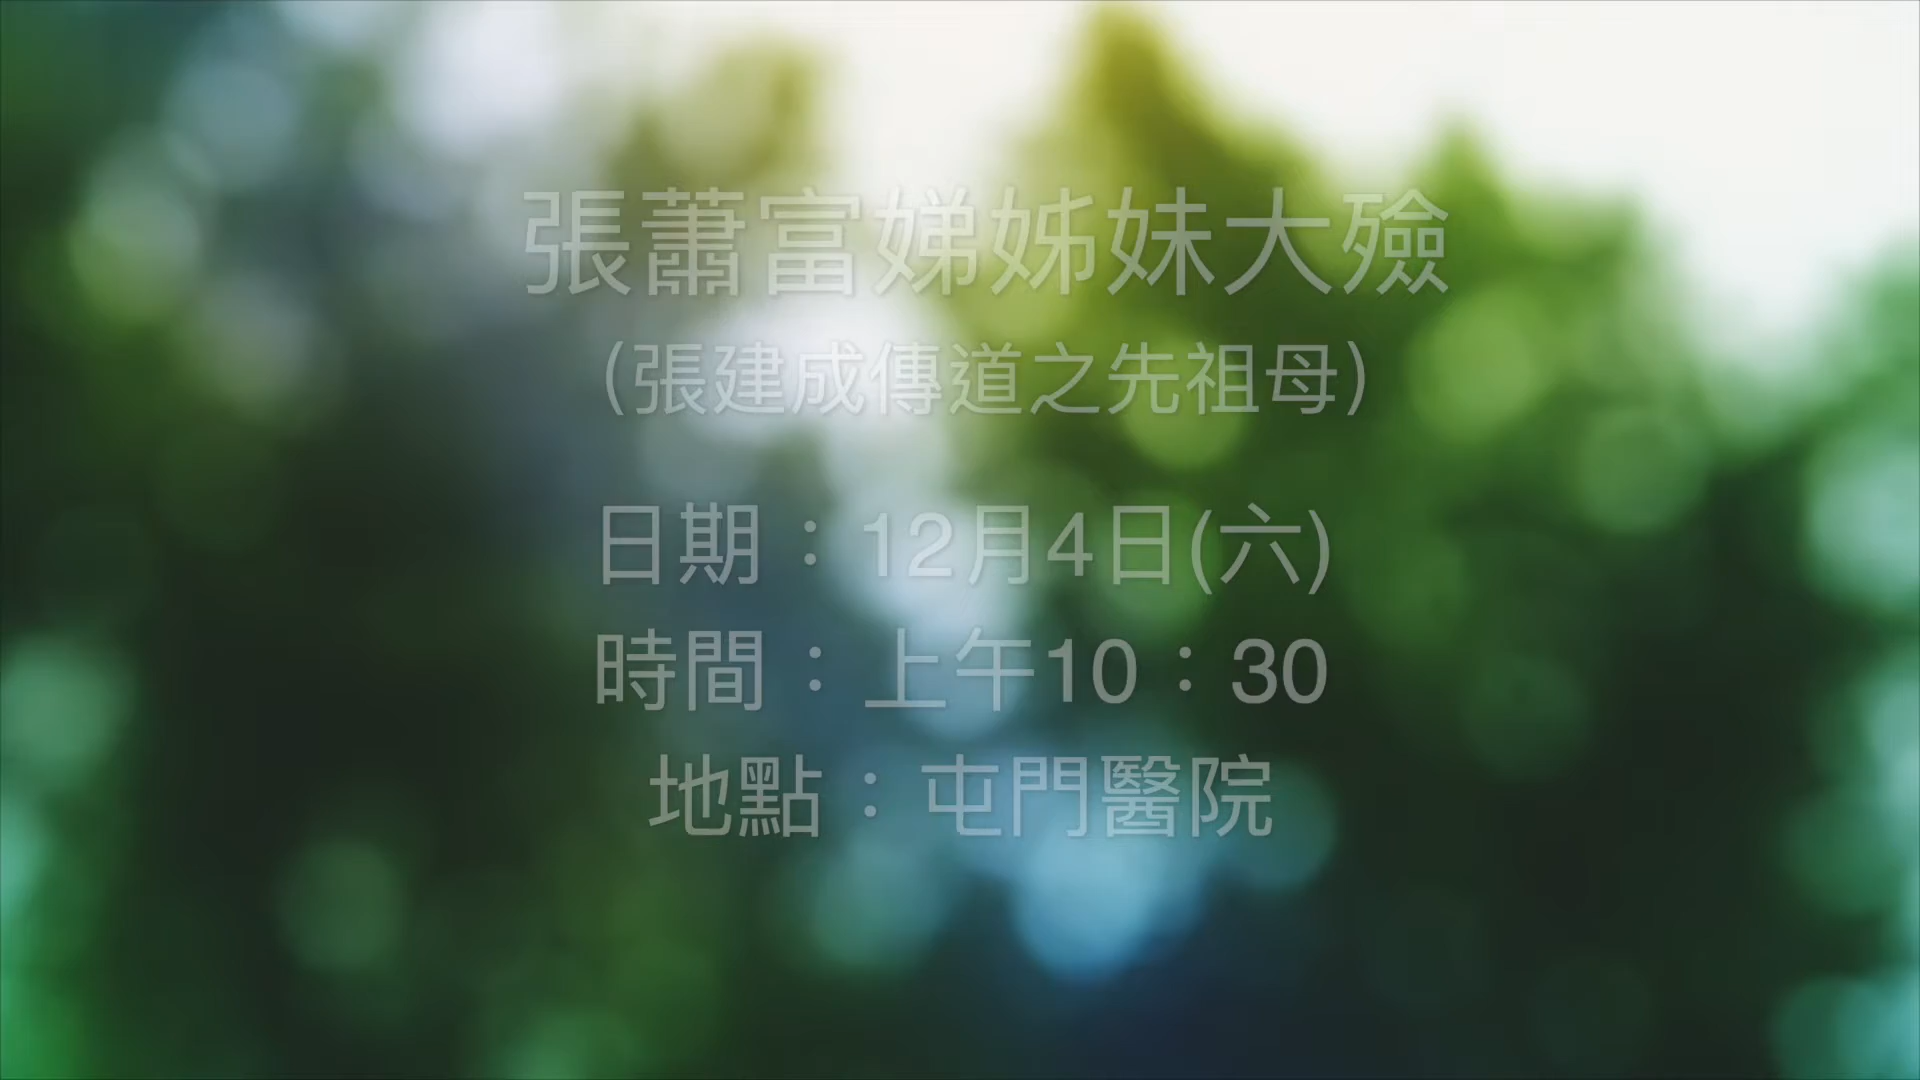 張蕭富娣姊妹大殮
(張建成傳道之先祖母)
日期：12月4日(六)
時間：上午10：30
地點：屯門醫院